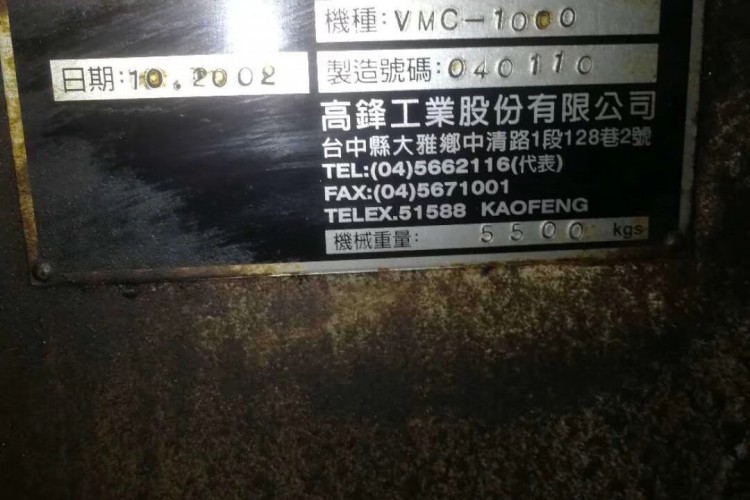 機種:VMC-1000
日期:10.2002
製造號碼:040110
高鋒工業股份有限公司
台中縣大雅鄉中清路1段128巷2號
TEL:(04)5662116(代表)
FAX:(04)5671001
TELEX.51588 KAOFENG
機械重量: 5500 kgs